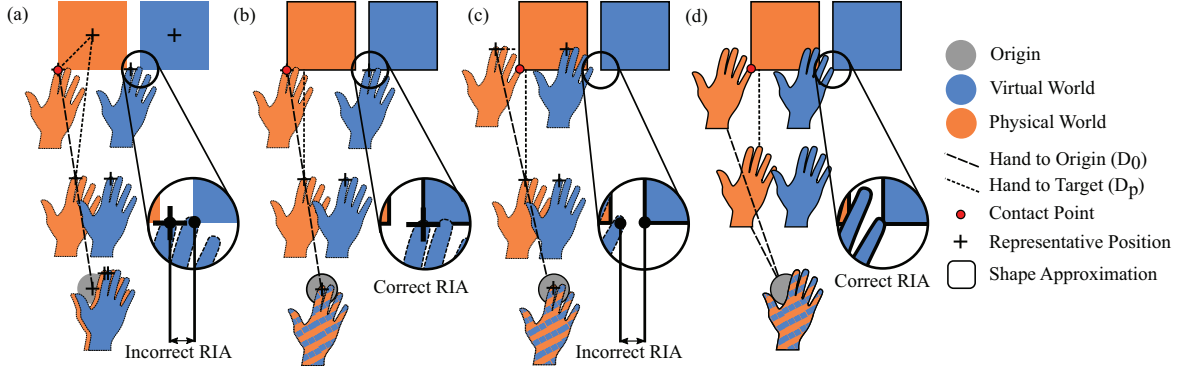 (a)
(b)
(c)
(d)
Incorrect RIA
Correct RIA
Incorrect RIA
Correct RIA
Origin
Virtual World
Physical World
Hand to Origin (D0)
Hand to Target (Dp)
Contact Point
Representative Position
Shape Approximation